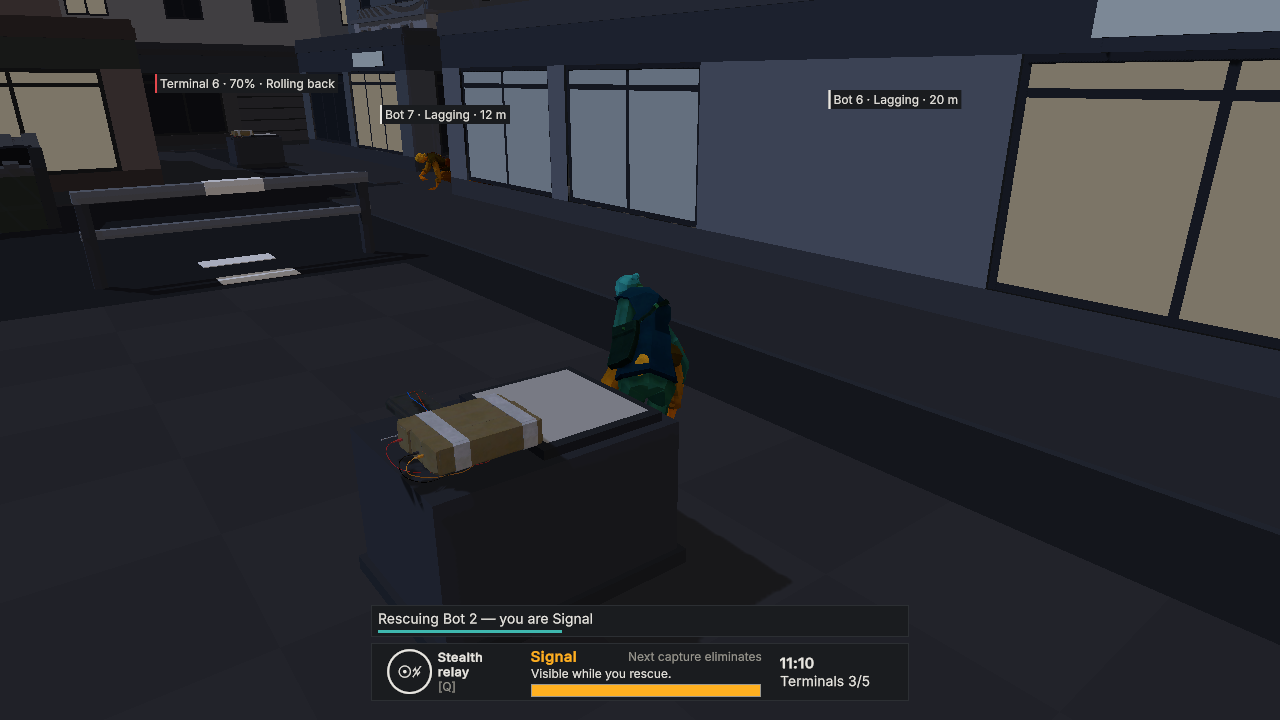 Terminal 6 · 70% · Rolling back
Bot 7 · Lagging · 12 m
Bot 6 · Lagging · 20 m
Rescuing Bot 2 — you are Signal
Stealth relay
[Q]
Signal
Next capture eliminates
Visible while you rescue.
11:10
Terminals 3/5